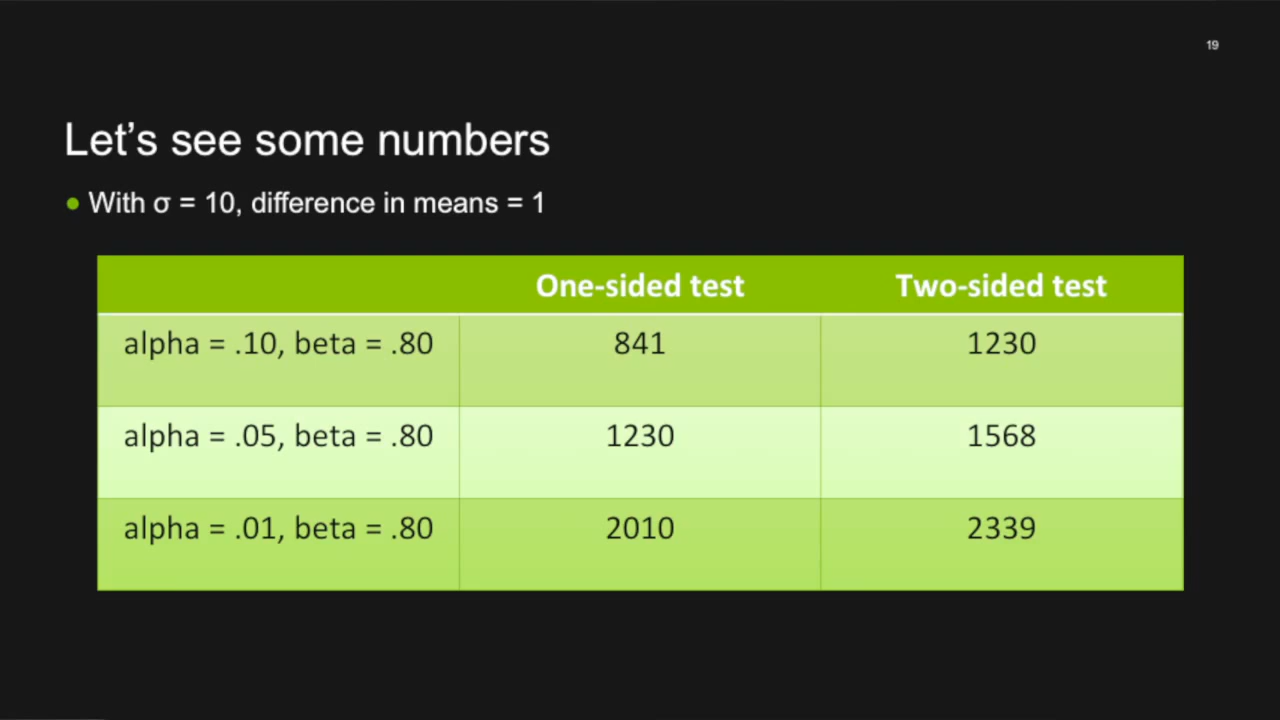 19
Let’s see some numbers
With σ = 10, difference in means = 1
One-sided test Two-sided test
alpha = .10, beta = .80 841 1230
alpha = .05, beta = .80 1230 1568
alpha = .01, beta = .80 2010 2339